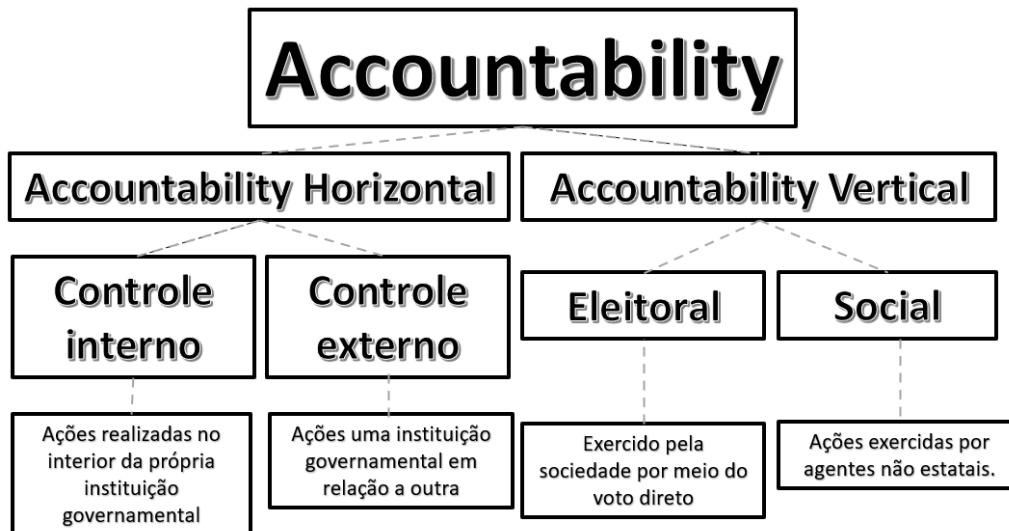 Accountability
Accountability Horizontal
Accountability Vertical
Controle
interno
Controle
externo
Eleitoral
Social
Ações realizadas no
interior da própria
instituição
governamental
Ações uma instituição
governamental em
relação a outra
Exercido pela
sociedade por meio do
voto direto
Ações exercidas por
agentes não estatais.